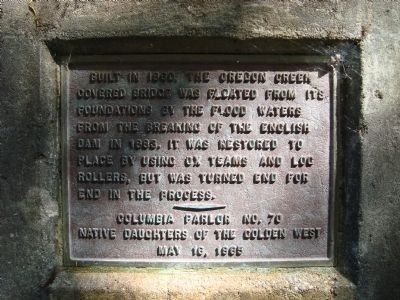 BUILT IN 1860, THE OREGON CREEK
COVERED BRIDGE WAS FLOATED FROM ITS
FOUNDATIONS BY THE FLOOD WATERS
FROM THE BREAKING OF THE ENGLISH
DAM IN 1883. IT WAS RESTORED TO
PLACE BY USING OX TEAMS AND LOG
ROLLERS, BUT WAS TURNED END FOR
END IN THE PROCESS.
COLUMBIA PARLOR NO. 70
NATIVE DAUGHTERS OF THE GOLDEN WEST
MAY 16, 1965